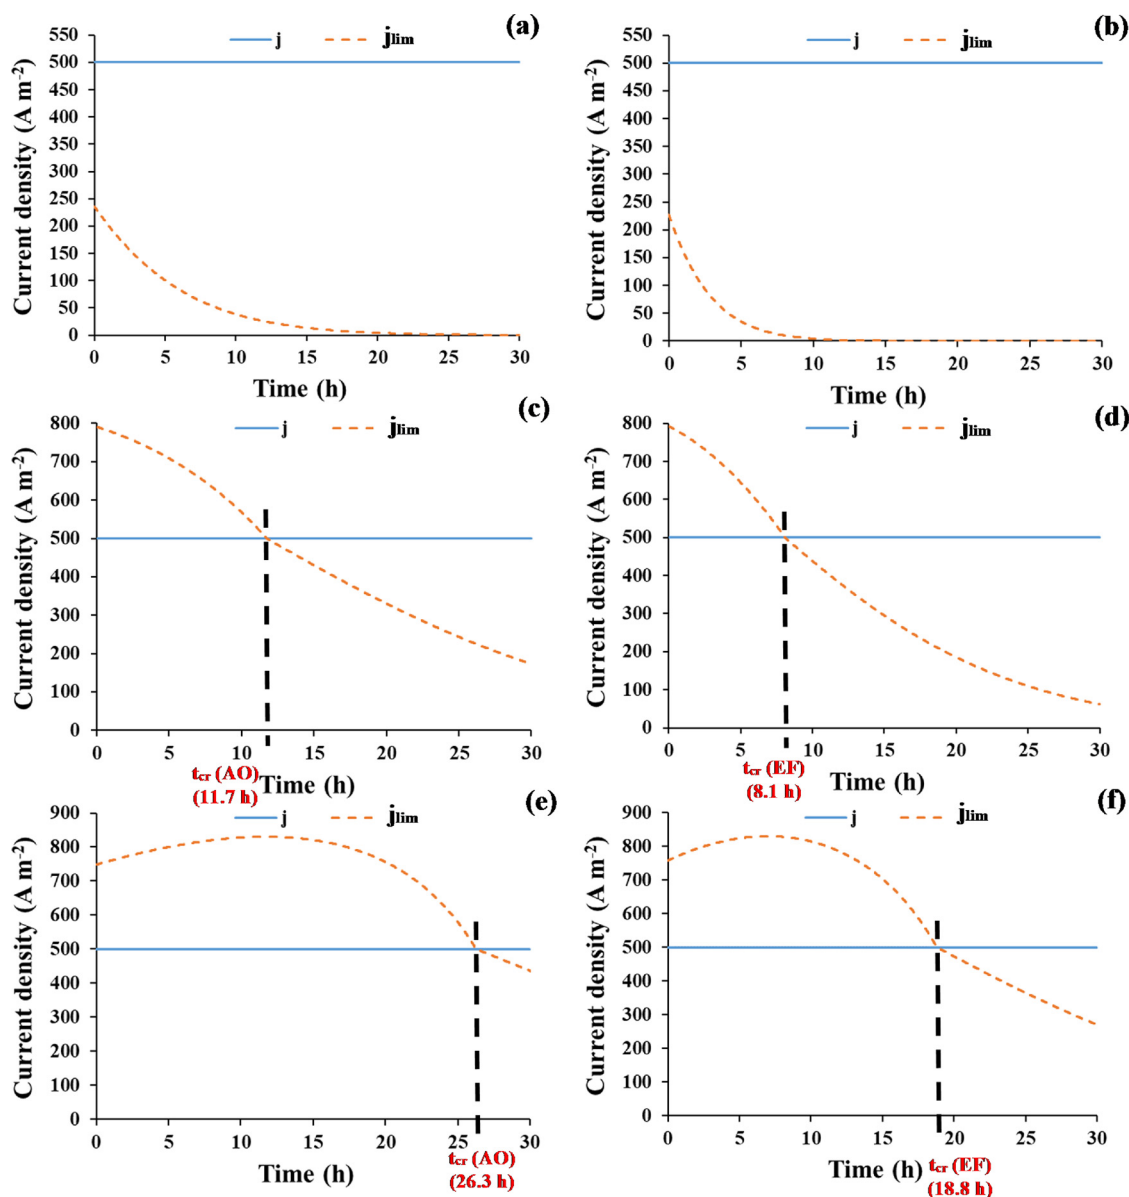 (a)
j jlim
Current density (A m-2)
550
500
450
400
350
300
250
200
150
100
50
0
0 5 10 15 20 25 30
Time (h)
(b)
j jlim
Current density (A m-2)
550
500
450
400
350
300
250
200
150
100
50
0
0 5 10 15 20 25 30
Time (h)
(c)
j jlim
Current density (A m-2)
800
700
600
500
400
300
200
100
0
0 5 10 15 20 25 30
tcr (AO)
(11.7 h)
Time (h)
(d)
j jlim
Current density (A m-2)
800
700
600
500
400
300
200
100
0
0 5 10 15 20 25 30
tcr (EF)
(8.1 h)
Time (h)
(e)
j jlim
Current density (A m-2)
900
800
700
600
500
400
300
200
100
0
0 5 10 15 20 25 30
Time (h)
tcr (AO)
(26.3 h)
(f)
j jlim
Current density (A m-2)
900
800
700
600
500
400
300
200
100
0
0 5 10 15 20 25 30
Time (h)
tcr (EF)
(18.8 h)